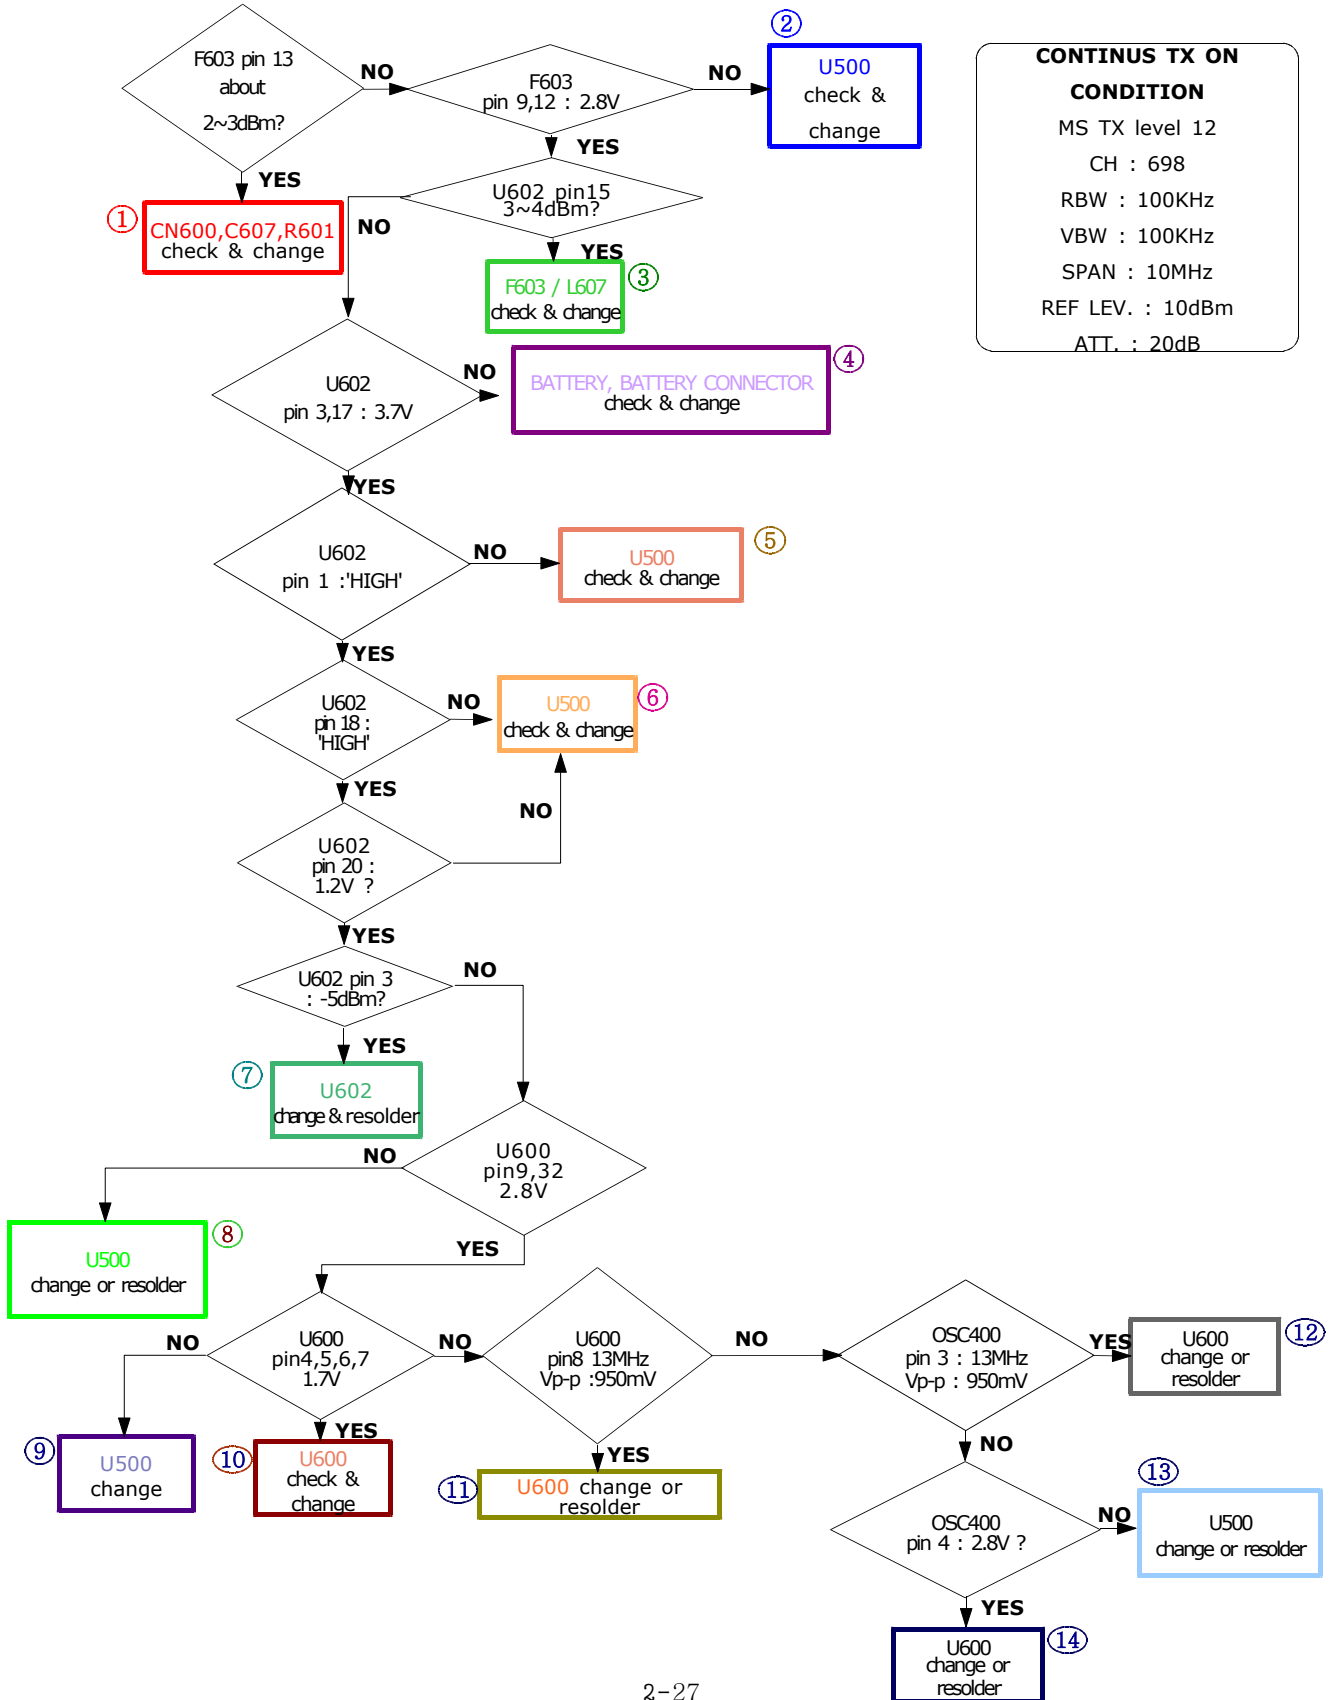 F603 pin 13
about
2~3dBm?
NO
F603
pin 9,12 : 2.8V
NO
②
U500
check &
change
CONTINUS TX ON
CONDITION
MS TX level 12
CH : 698
RBW : 100KHz
VBW : 100KHz
SPAN : 10MHz
REF LEV. : 10dBm
ATT. : 20dB
YES
YES
①
CN600,C607,R601
check & change
NO
U602 pin15
3~4dBm?
YES
③
F603 / L607
check & change
U602
pin 3,17 : 3.7V
NO
④
BATTERY, BATTERY CONNECTOR
check & change
YES
U602
pin 1 :'HIGH'
NO
⑤
U500
check & change
YES
U602
pin 18 :
'HIGH'
NO
⑥
U500
check & change
YES
NO
U602
pin 20 :
1.2V ?
YES
U602 pin 3
: -5dBm?
NO
YES
⑦
U602
change & resolder
NO
U600
pin9,32
2.8V
⑧
U500
change or resolder
YES
NO
U600
pin4,5,6,7
1.7V
NO
U600
pin8 13MHz
Vp-p :950mV
NO
OSC400
pin 3 : 13MHz
Vp-p : 950mV
YES
⑫
U600
change or
resolder
⑨
U500
change
YES
⑩
U600
check &
change
YES
⑪
U600 change or
resolder
NO
OSC400
pin 4 : 2.8V ?
NO
⑬
U500
change or resolder
YES
⑭
U600
change or
resolder
2-27